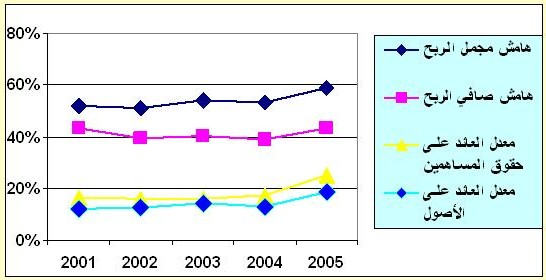 80%
60%
40%
20%
0%
2001 2002 2003 2004 2005
هامش مجمل الربح
هامش صافي الربح
معدل العائد على
حقوق المساهمين
معدل العائد على
الأصول